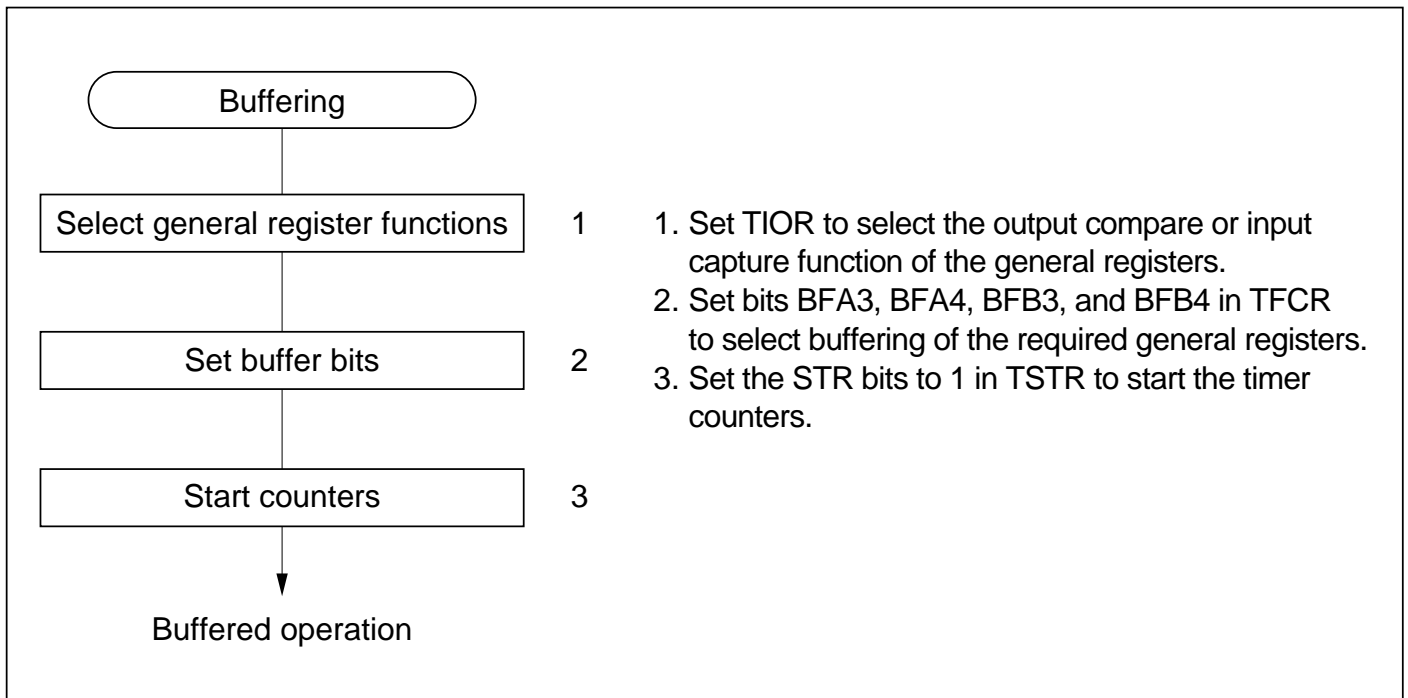 Buffering
Select general register functions 1
Set buffer bits 2
Start counters 3
Buffered operation
1. Set TIOR to select the output compare or input
capture function of the general registers.
2. Set bits BFA3, BFA4, BFB3, and BFB4 in TFCR
to select buffering of the required general registers.
3. Set the STR bits to 1 in TSTR to start the timer
counters.